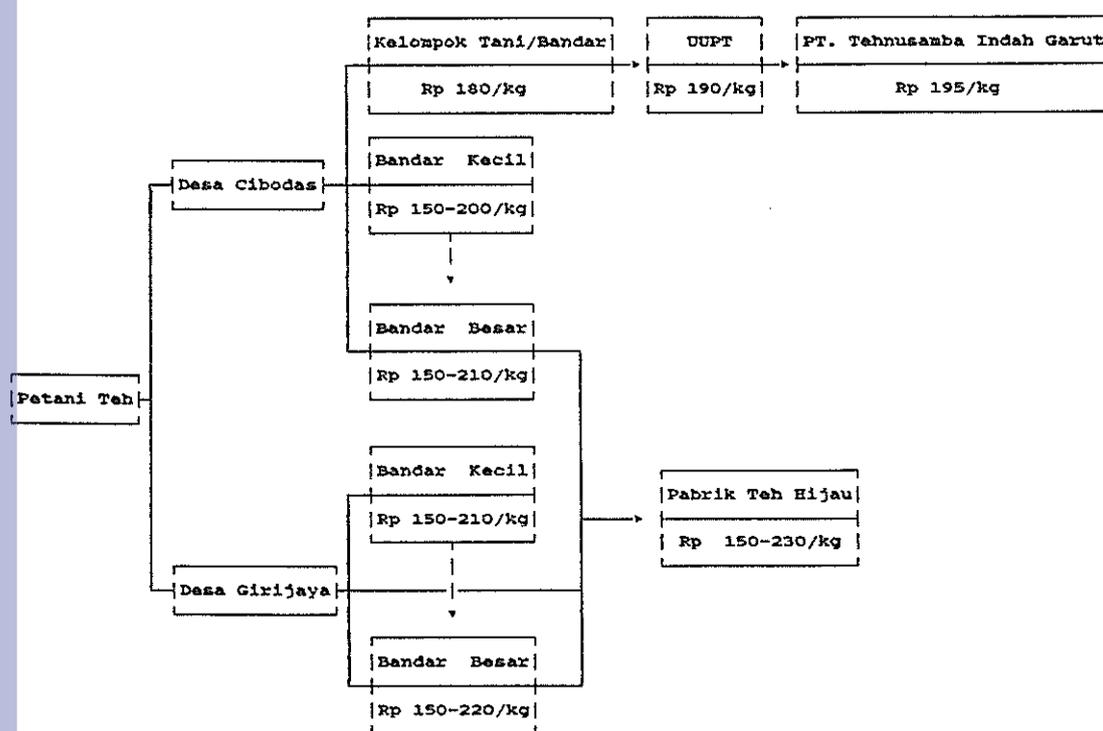 Kelompok Tani/Bandar
Rp 180/kg
UUPT
Rp 190/kg
PT. Tehnusamba Indah Garut
Rp 195/kg
Desa Cibodas
Bandar Kecil
Rp 150-200/kg
Bandar Besar
Rp 150-210/kg
Petani Teh
Desa Girijaya
Bandar Kecil
Rp 150-210/kg
Bandar Besar
Rp 150-220/kg
Pabrik Teh Hijau
Rp 150-230/kg